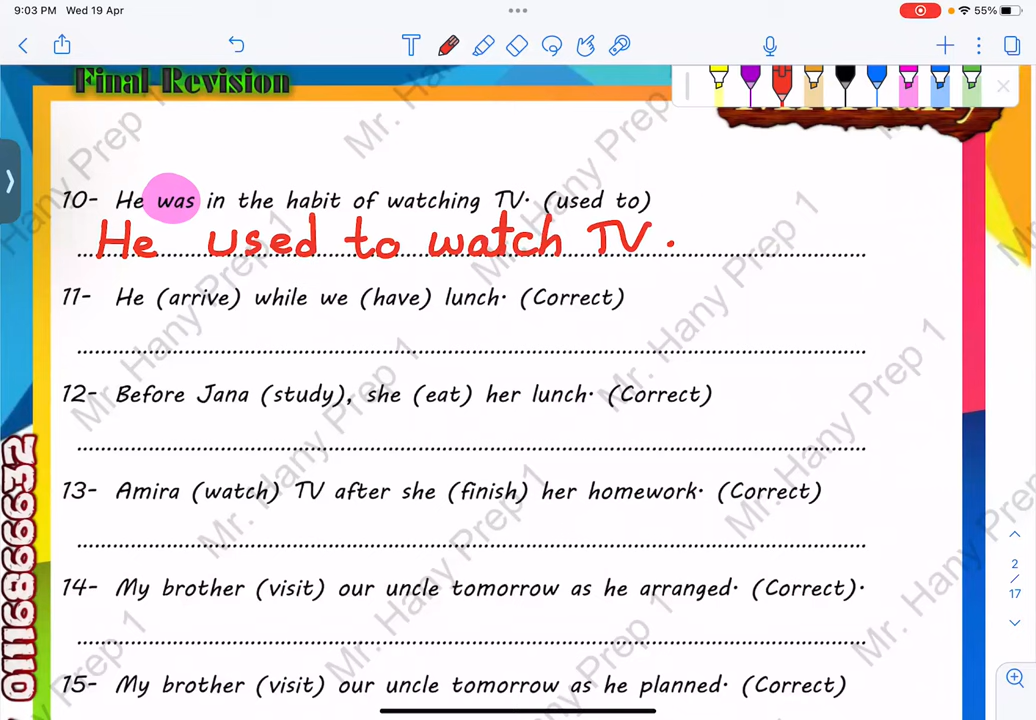 9:03 PM Wed 19 Apr
55%
Final Revision
10- He was in the habit of watching TV. (used to)
He used to watch TV.
11- He (arrive) while we (have) lunch. (Correct)
12- Before Jana (study), she (eat) her lunch. (Correct)
13- Amira (watch) TV after she (finish) her homework. (Correct)
14- My brother (visit) our uncle tomorrow as he arranged. (Correct).
15- My brother (visit) our uncle tomorrow as he planned. (Correct)
01116866632
Mr. Hany Prep 1
2
/
17